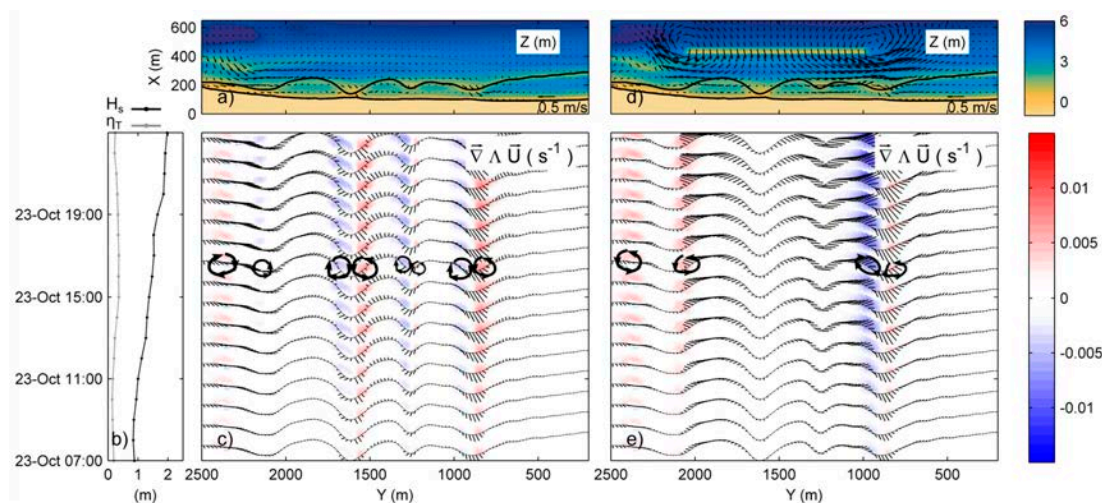 X (m)
600
400
200
0
a)
Z (m)
0.5 m/s
d)
Z (m)
0.5 m/s
6
4
2
0
Hs
ηT
23-Oct 19:00
23-Oct 15:00
23-Oct 11:00
23-Oct 07:00
b)
0 1 2
(m)
∇⃗ Λ U⃗ ( s⁻¹ )
c)
2500 2000 1500 1000 500
Y (m)
∇⃗ Λ U⃗ ( s⁻¹ )
e)
2500 2000 1500 1000 500
Y (m)
0.01
0.005
0
-0.005
-0.01